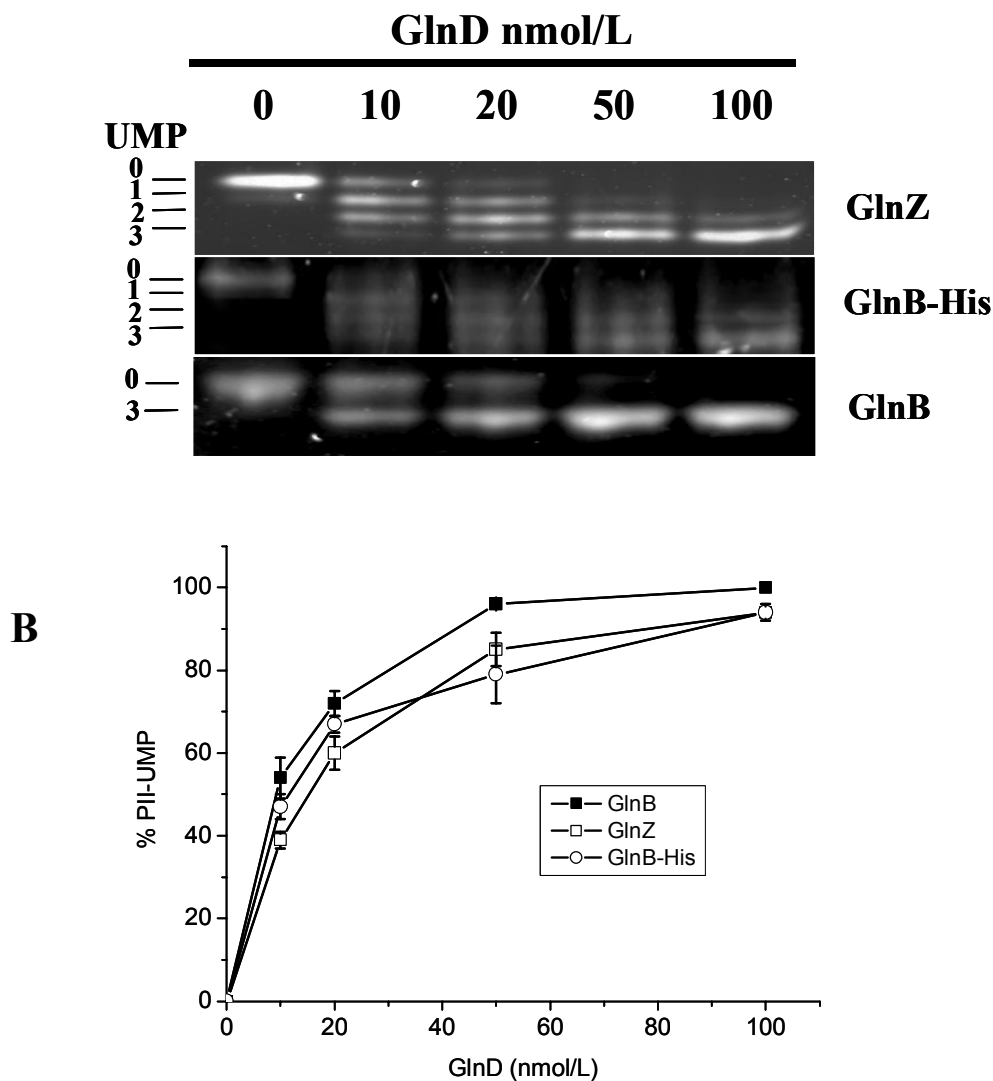 GlnD nmol/L
0 10 20 50 100
UMP
0
1
2
3
GlnZ
0
1
2
3
GlnB-His
0
3
GlnB
B
100
80
60
40
20
0
% PII-UMP
GlnB
GlnZ
GlnB-His
0 20 40 60 80 100
GlnD (nmol/L)